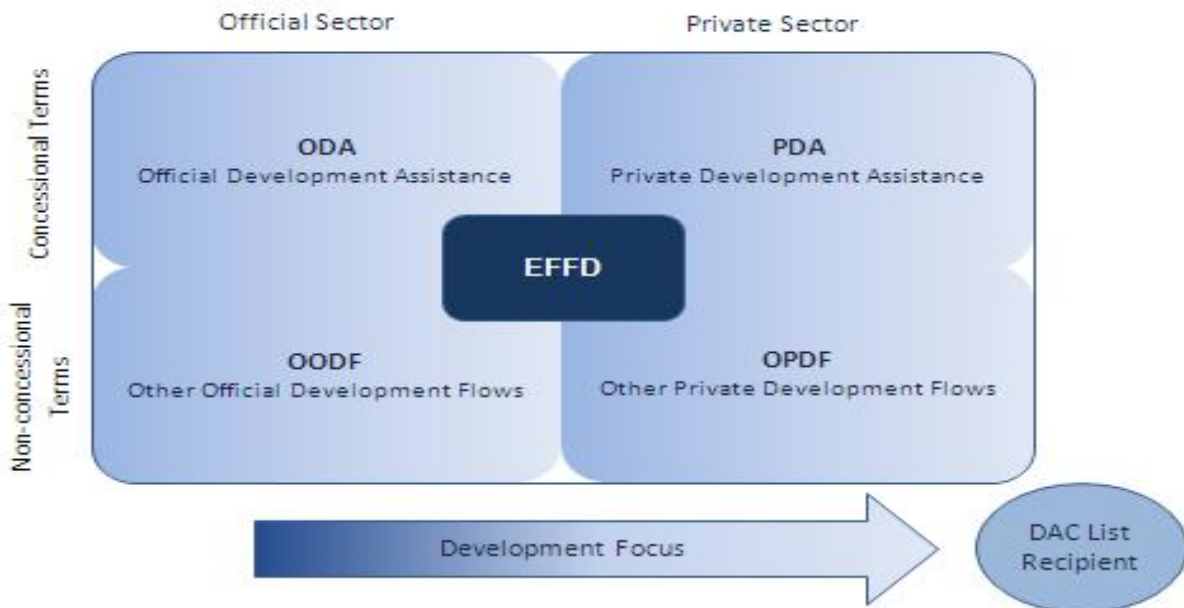 Official Sector
Private Sector
Concessional Terms
ODA
Official Development Assistance
PDA
Private Development Assistance
EFFD
Non-concessional
Terms
OODF
Other Official Development Flows
OPDF
Other Private Development Flows
Development Focus
DAC List
Recipient